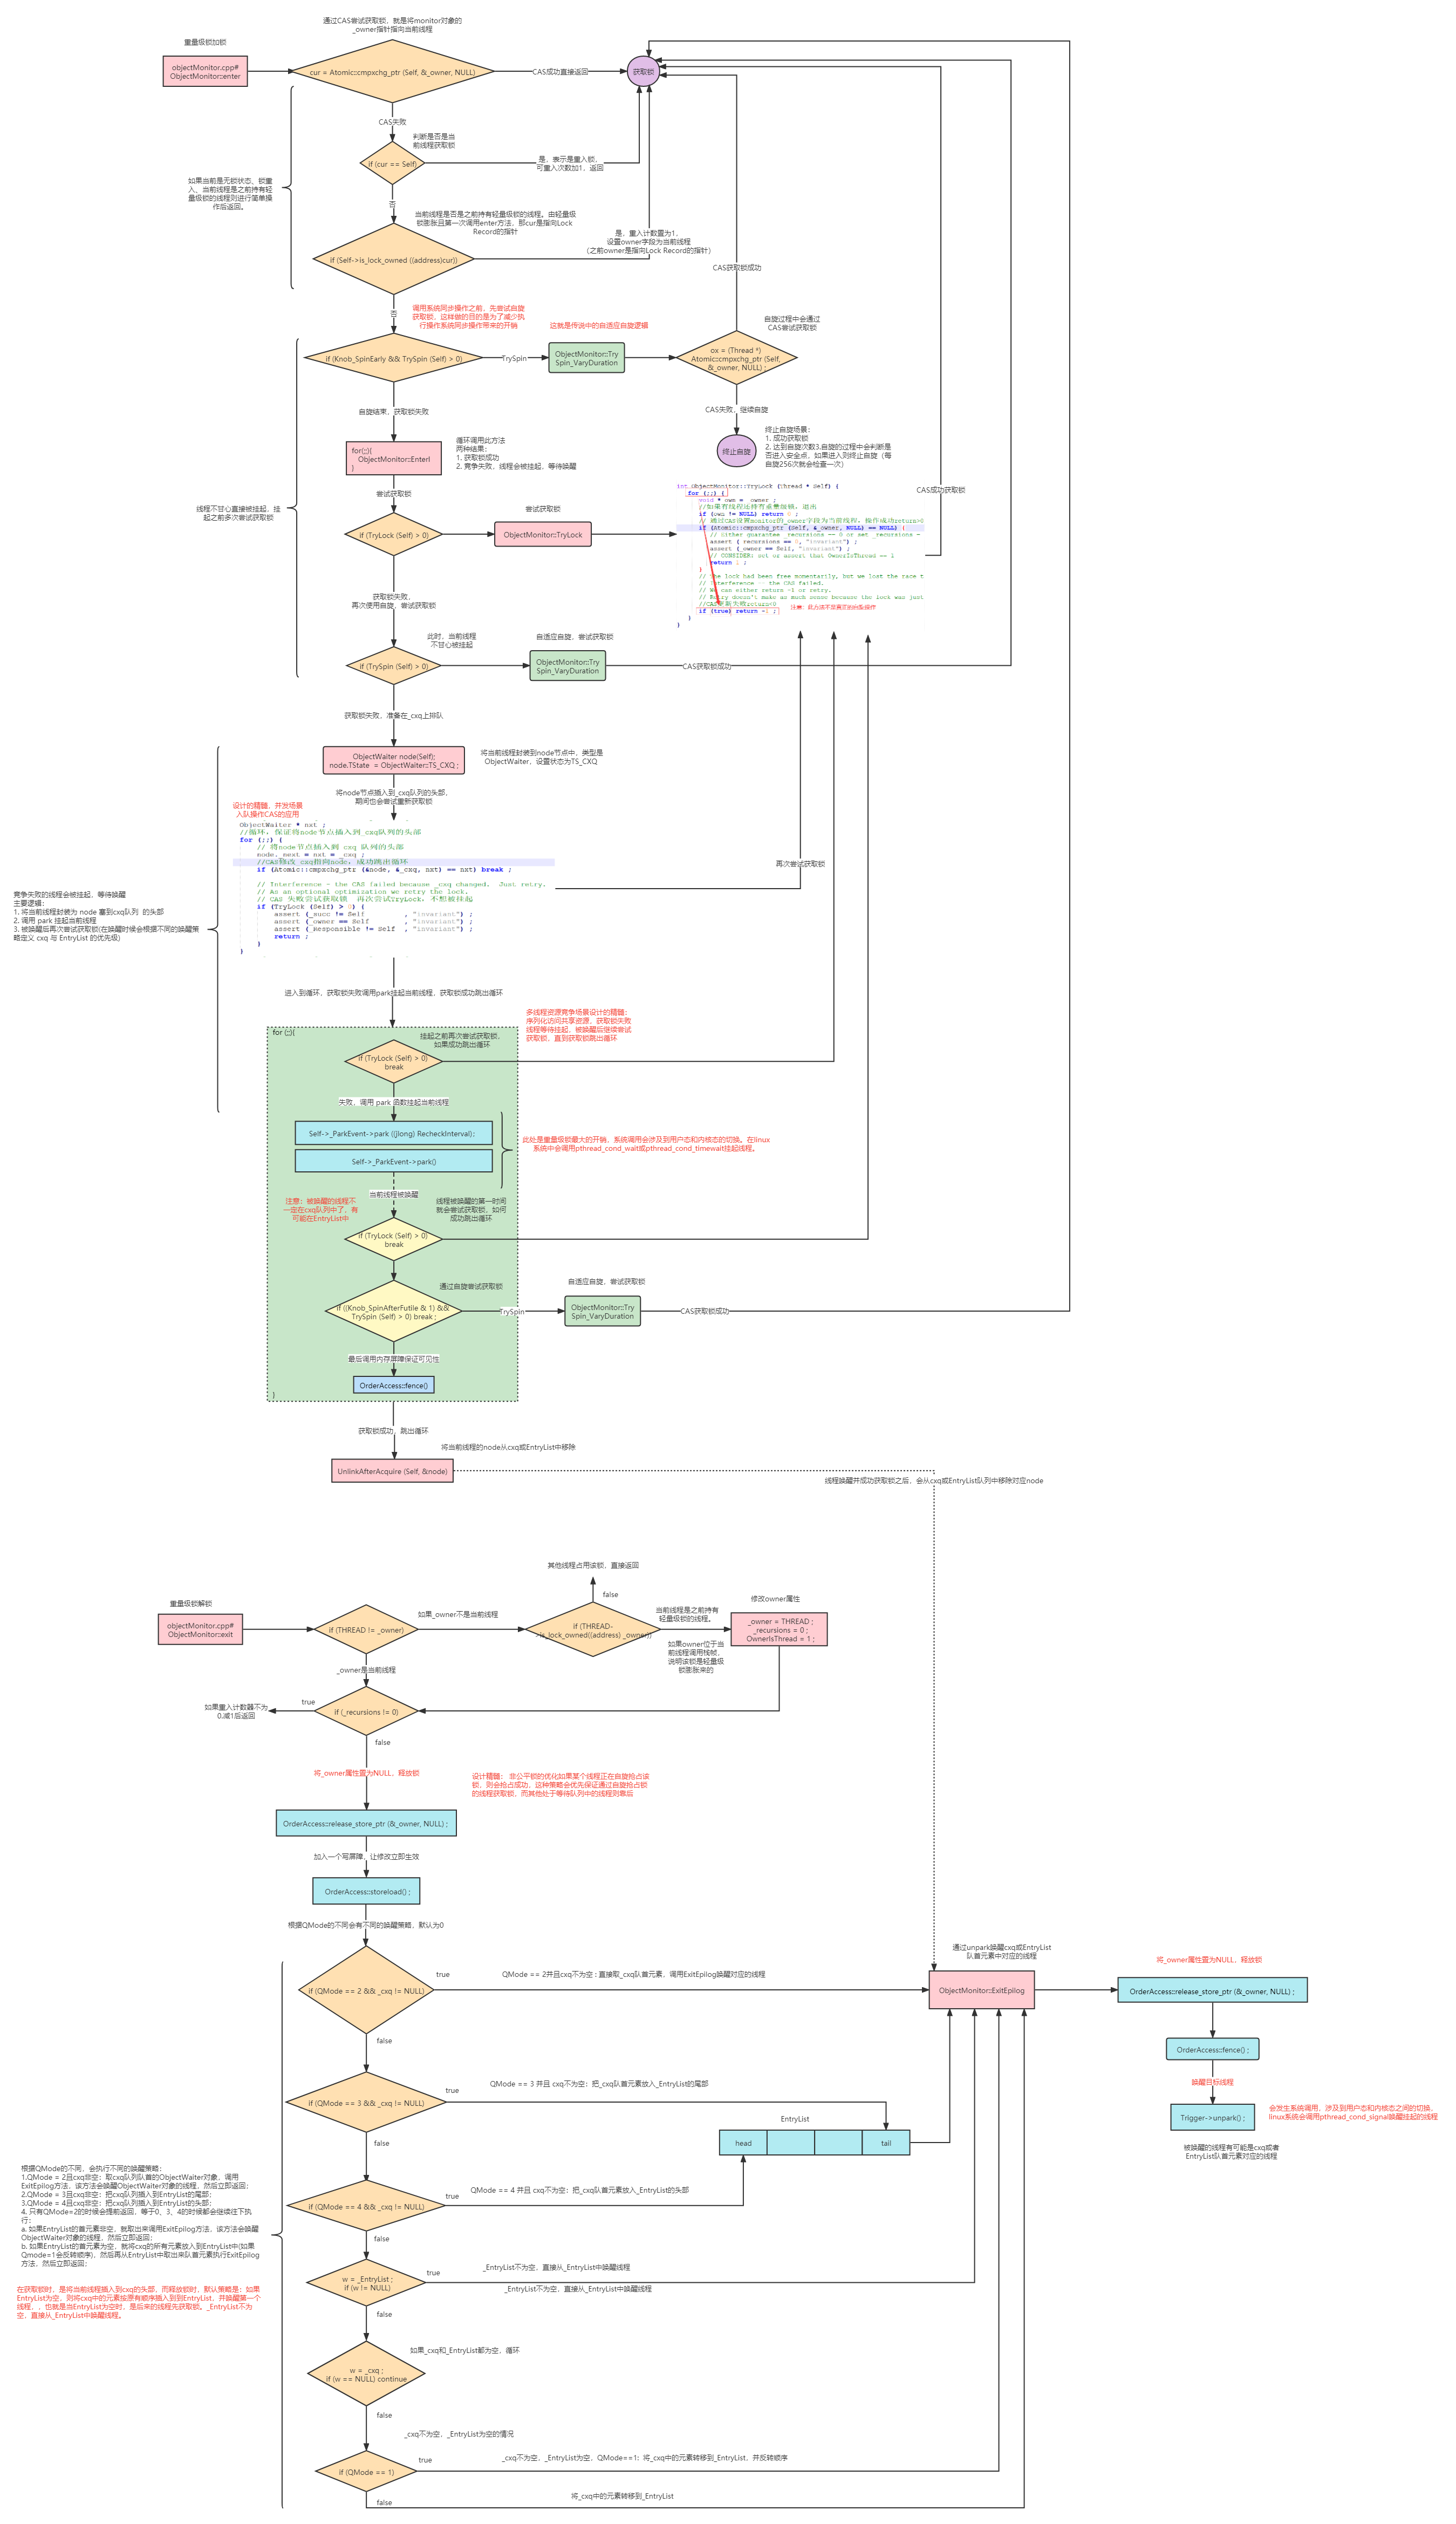 通过CAS尝试获取锁，就是将monitor对象的
_owner指针指向当前线程
重量级锁加锁
objectMonitor.cpp#
ObjectMonitor::enter
cur = Atomic::cmpxchg_ptr (Self, &_owner, NULL)
CAS成功直接返回
获取锁
CAS失败
判断是否是当
前线程获取锁
if (cur == Self)
是，表示是重入锁，
可重入次数加1，返回
如果当前是无锁状态、锁重
入、当前线程是之前持有轻
量级锁的线程则进行简单操
作后返回。
否
当前线程是否是之前持有轻量级锁的线程。由轻量级
锁膨胀且第一次调用enter方法，那cur是指向Lock
Record的指针
if (Self->is_lock_owned ((address)cur))
是，重入计数置为1，
设置owner字段为当前线程
（之前owner是指向Lock Record的指针）
CAS获取锁成功
否
调用系统同步操作之前，先尝试自旋
获取锁，这样做的目的是为了减少执
行操作系统同步操作带来的开销
这就是传说中的自适应自旋逻辑
自旋过程中会通过
CAS尝试获取锁
if (Knob_SpinEarly && TrySpin (Self) > 0)
TrySpin
ObjectMonitor::Try
Spin_VaryDuration
ox = (Thread *)
Atomic::cmpxchg_ptr (Self,
&_owner, NULL) ;
自旋结束，获取锁失败
CAS失败，继续自旋
for(;;){
ObjectMonitor::EnterI
}
循环调用此方法
两种结果：
1. 获取锁成功
2. 竞争失败，线程会被挂起，等待唤醒
终止自旋
终止自旋场景：
1. 成功获取锁
2. 达到自旋次数3.自旋的过程中会判断是
否进入安全点，如果进入则终止自旋（每
自旋256次就会检查一次）
尝试获取锁
CAS成功获取锁
线程不甘心直接被挂起，挂
起之前多次尝试获取锁
if (TryLock (Self) > 0)
尝试获取锁
ObjectMonitor::TryLock
int ObjectMonitor::TryLock (Thread * Self) {
for (;;) {
void * own = _owner ;
//如果有线程还持有重量级锁，退出
if (own != NULL) return 0 ;
// 通过CAS设置monitor的_owner字段为当前线程，操作成功return>0
if (Atomic::cmpxchg_ptr (Self, &_owner, NULL) == NULL) {
// Either guarantee _recursions == 0 or set _recursions =
assert (_recursions == 0, "invariant") ;
assert (_owner == Self, "invariant") ;
// CONSIDER: set or assert that OwnerIsThread == 1
return 1 ;
}
// The lock had been free momentarily, but we lost the race t
// Interference -- the CAS failed.
// We can either return -1 or retry.
// Retry doesn't make as much sense because the lock was just
//CAS更新失败return<0
if (true) return -1 ;
}
}
注意：此方法不是真正的自旋操作
获取锁失败，
再次使用自旋，尝试获取锁
此时，当前线程
不甘心被挂起
自适应自旋，尝试获取锁
if (TrySpin (Self) > 0)
ObjectMonitor::Try
Spin_VaryDuration
CAS获取锁成功
获取锁失败，准备在_cxq上排队
ObjectWaiter node(Self);
node.TState = ObjectWaiter::TS_CXQ ;
将当前线程封装到node节点中，类型是
ObjectWaiter，设置状态为TS_CXQ
将node节点插入到_cxq队列的头部，
期间也会尝试重新获取锁
设计的精髓，并发场景
入队操作CAS的应用
ObjectWaiter * nxt ;
//循环，保证将node节点插入到_cxq队列的头部
for (;;) {
// 将node节点插入到_cxq 队列的头部
node._next = nxt = _cxq ;
//CAS修改_cxq指向node，成功跳出循环
if (Atomic::cmpxchg_ptr (&node, &_cxq, nxt) == nxt) break ;
// Interference - the CAS failed because _cxq changed. Just retry.
// As an optional optimization we retry the lock.
// CAS 失败尝试获取锁 再次尝试TryLock，不想被挂起
if (TryLock (Self) > 0) {
assert (_succ != Self , "invariant") ;
assert (_owner == Self , "invariant") ;
assert (_Responsible != Self , "invariant") ;
return ;
}
}
再次尝试获取锁
竞争失败的线程会被挂起，等待唤醒
主要逻辑：
1. 将当前线程封装为 node 塞到cxq队列 的头部
2. 调用 park 挂起当前线程
3. 被唤醒后再次尝试获取锁(在唤醒时候会根据不同的唤醒策
略定义 cxq 与 EntryList 的优先级)
进入到循环，获取锁失败调用park挂起当前线程，获取锁成功跳出循环
for (;;){
挂起之前再次尝试获取锁，
如果成功跳出循环
多线程资源竞争场景设计的精髓：
序列化访问共享资源，获取锁失败
线程等待挂起，被唤醒后继续尝试
获取锁，直到获取锁跳出循环
if (TryLock (Self) > 0)
break
失败，调用 park 函数挂起当前线程
Self->_ParkEvent->park ((jlong) RecheckInterval) ;
Self->_ParkEvent->park()
此处是重量级锁最大的开销，系统调用会涉及到用户态和内核态的切换。在linux
系统中会调用pthread_cond_wait或pthread_cond_timewait挂起线程。
当前线程被唤醒
注意：被唤醒的线程不
一定在cxq队列中了，有
可能在EntryList中
线程被唤醒的第一时间
就会尝试获取锁，如何
成功跳出循环
if (TryLock (Self) > 0)
break
通过自旋尝试获取锁
自适应自旋，尝试获取锁
if ((Knob_SpinAfterFutile & 1) &&
TrySpin (Self) > 0) break ;
TrySpin
ObjectMonitor::Try
Spin_VaryDuration
CAS获取锁成功
最后调用内存屏障保证可见性
OrderAccess::fence()
}
获取锁成功，跳出循环
将当前线程的node从cxq或EntryList中移除
UnlinkAfterAcquire (Self, &node)
线程唤醒并成功获取锁之后，会从cxq或EntryList队列中移除对应node
其他线程占用该锁，直接返回
重量级锁解锁
false
修改owner属性
objectMonitor.cpp#
ObjectMonitor::exit
if (THREAD != _owner)
如果_owner不是当前线程
if (THREAD-
>is_lock_owned((address) _owner))
当前线程是之前持有
轻量级锁的线程。
_owner = THREAD ;
_recursions = 0 ;
OwnerIsThread = 1 ;
如果owner位于当
前线程调用栈帧，
说明该锁是轻量级
锁膨胀来的
_owner是当前线程
如果重入计数器不为
0,减1后返回
true
if (_recursions != 0)
false
将_owner属性置为NULL，释放锁
设计精髓： 非公平锁的优化如果某个线程正在自旋抢占该
锁，则会抢占成功，这种策略会优先保证通过自旋抢占锁
的线程获取锁，而其他处于等待队列中的线程则靠后
OrderAccess::release_store_ptr (&_owner, NULL) ;
加入一个写屏障，让修改立即生效
OrderAccess::storeload() ;
根据QMode的不同会有不同的唤醒策略，默认为0
通过unpark唤醒cxq或EntryList
队首元素中对应的线程
将_owner属性置为NULL，释放锁
if (QMode == 2 && _cxq != NULL)
true
QMode == 2并且cxq不为空 : 直接取_cxq队首元素，调用ExitEpilog唤醒对应的线程
ObjectMonitor::ExitEpilog
OrderAccess::release_store_ptr (&_owner, NULL) ;
false
OrderAccess::fence() ;
唤醒目标线程
if (QMode == 3 && _cxq != NULL)
true
QMode == 3 并且 cxq不为空；把_cxq队首元素放入_EntryList的尾部
Trigger->unpark() ;
会发生系统调用，涉及到用户态和内核态之间的切换，
linux系统会调用pthread_cond_signal唤醒挂起的线程
EntryList
head
tail
false
被唤醒的线程有可能是cxq或者
EntryList队首元素对应的线程
if (QMode == 4 && _cxq != NULL)
true
QMode == 4 并且 cxq不为空；把_cxq队首元素放入_EntryList的头部
根据QMode的不同，会执行不同的唤醒策略：
1.QMode = 2且cxq非空：取cxq队列队首的ObjectWaiter对象，调用
ExitEpilog方法，该方法会唤醒ObjectWaiter对象的线程，然后立即返回；
2.QMode = 3且cxq非空：把cxq队列插入到EntryList的尾部；
3.QMode = 4且cxq非空：把cxq队列插入到EntryList的头部；
4. 只有QMode=2的时候会提前返回，等于0、3、4的时候都会继续往下执
行：
a. 如果EntryList的首元素非空，就取出来调用ExitEpilog方法，该方法会唤醒
ObjectWaiter对象的线程，然后立即返回；
b. 如果EntryList的首元素为空，就将cxq的所有元素放入到EntryList中(如果
Qmode=1会反转顺序)，然后再从EntryList中取出来队首元素执行ExitEpilog
方法，然后立即返回；
false
w = _EntryList ;
if (w != NULL)
true
_EntryList不为空，直接从_EntryList中唤醒线程
_EntryList不为空，直接从_EntryList中唤醒线程
在获取锁时，是将当前线程插入到cxq的头部，而释放锁时，默认策略是：如果
EntryList为空，则将cxq中的元素按原有顺序插入到到EntryList，并唤醒第一个
线程，，也就是当EntryList为空时，是后来的线程先获取锁。_EntryList不为
空，直接从_EntryList中唤醒线程。
false
如果_cxq和_EntryList都为空，循环
w = _cxq ;
if (w == NULL) continue
false
_cxq不为空，_EntryList为空的情况
if (QMode == 1)
true
_cxq不为空，_EntryList为空，QMode==1；将_cxq中的元素转移到_EntryList，并反转顺序
false
将_cxq中的元素转移到_EntryList